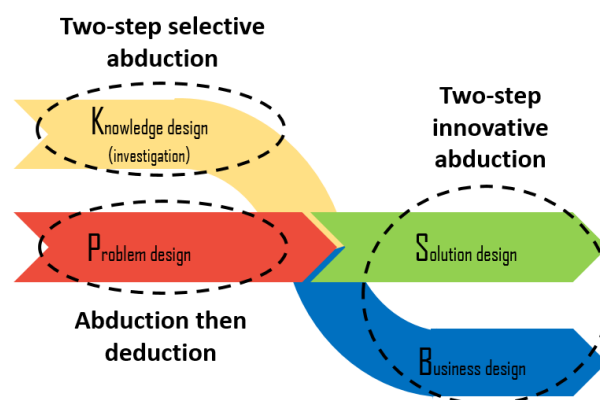 Two-step selective
abduction
Knowledge design
(investigation)
Two-step
innovative
abduction
Problem design
Solution design
Abduction then
deduction
Business design